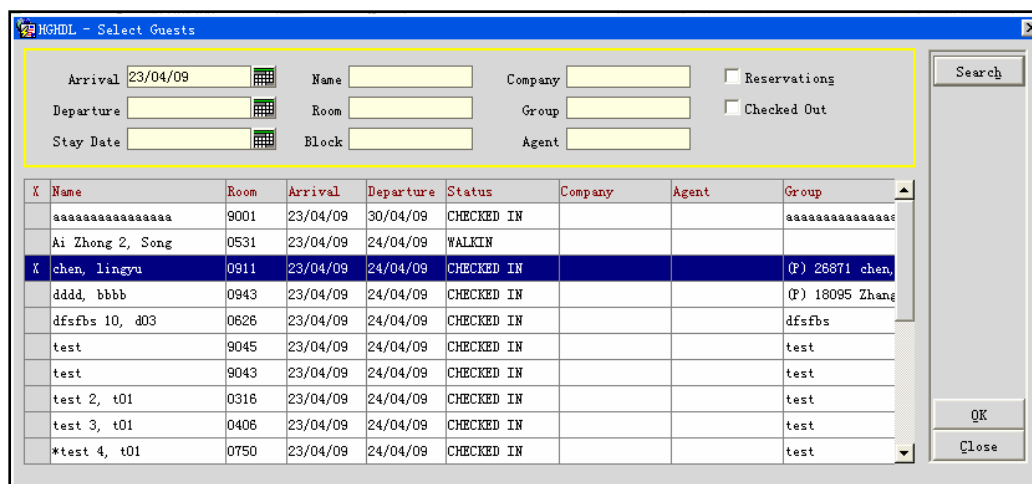 HGHDL - Select Guests
Arrival 23/04/09 Name Company Reservations Search
Departure Room Group Checked Out
Stay Date Block Agent
X Name Room Arrival Departure Status Company Agent Group
aaaaaaaaaaaaaaaa 9001 23/04/09 30/04/09 CHECKED IN aaaaaaaaaaaaaaa
Ai Zhong 2, Song 0531 23/04/09 24/04/09 WALKIN
X chen, lingyu 0911 23/04/09 24/04/09 CHECKED IN (P) 26871 chen,
dddd, bbbb 0943 23/04/09 24/04/09 CHECKED IN (P) 18095 Zhang
dfsfbs 10, d03 0626 23/04/09 24/04/09 CHECKED IN dfsfbs
test 9045 23/04/09 24/04/09 CHECKED IN test
test 9043 23/04/09 24/04/09 CHECKED IN test
test 2, t01 0316 23/04/09 24/04/09 CHECKED IN test
test 3, t01 0406 23/04/09 24/04/09 CHECKED IN test
OK
*test 4, t01 0750 23/04/09 24/04/09 CHECKED IN test
Close